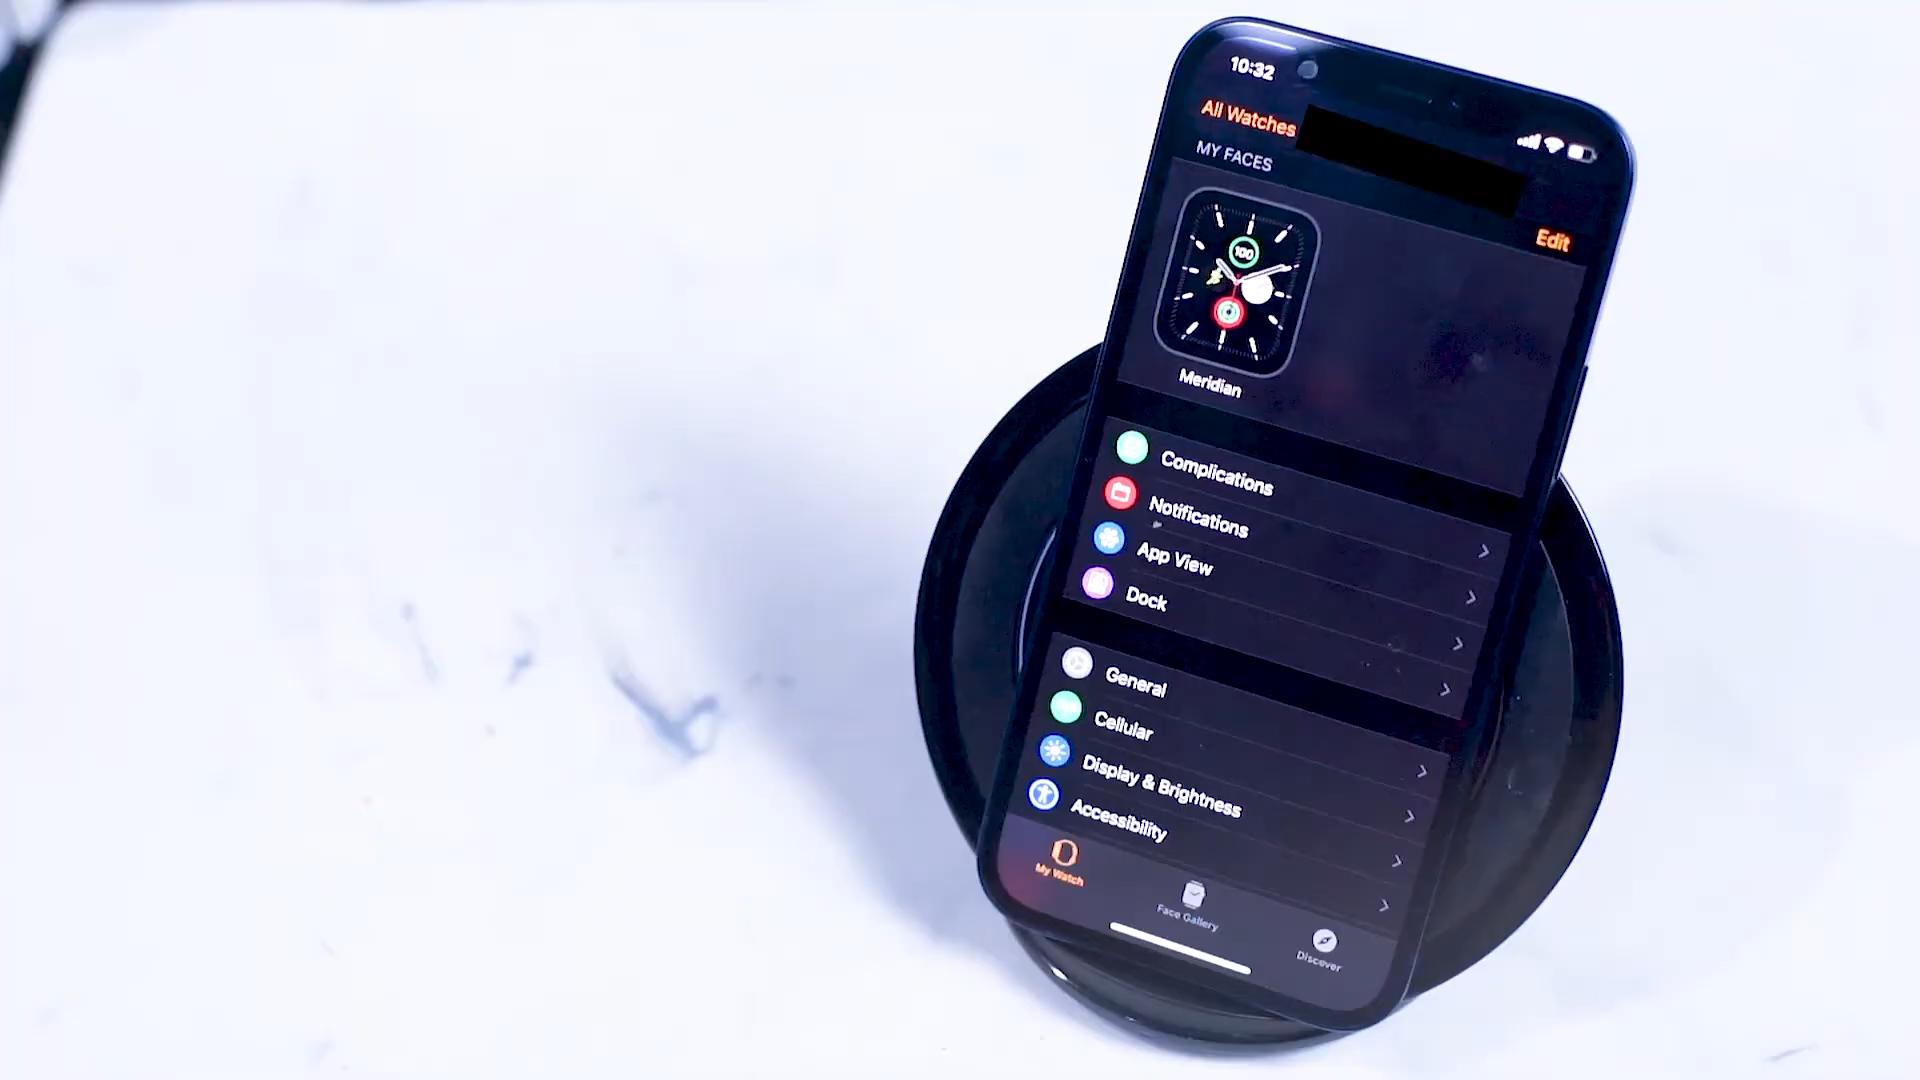 10:32
All Watches
MY FACES
Edit
100
Meridian
Complications
Notifications
App View
Dock
General
Cellular
Display & Brightness
Accessibility
My Watch
Face Gallery
Discover